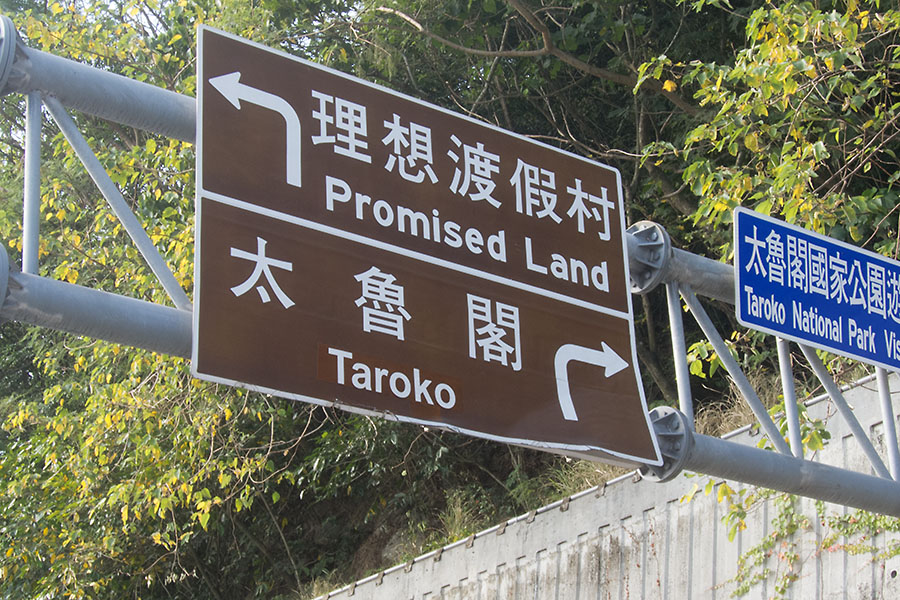 理想渡假村
Promised Land
太魯閣
Taroko
太魯閣國家公園遊
Taroko National Park